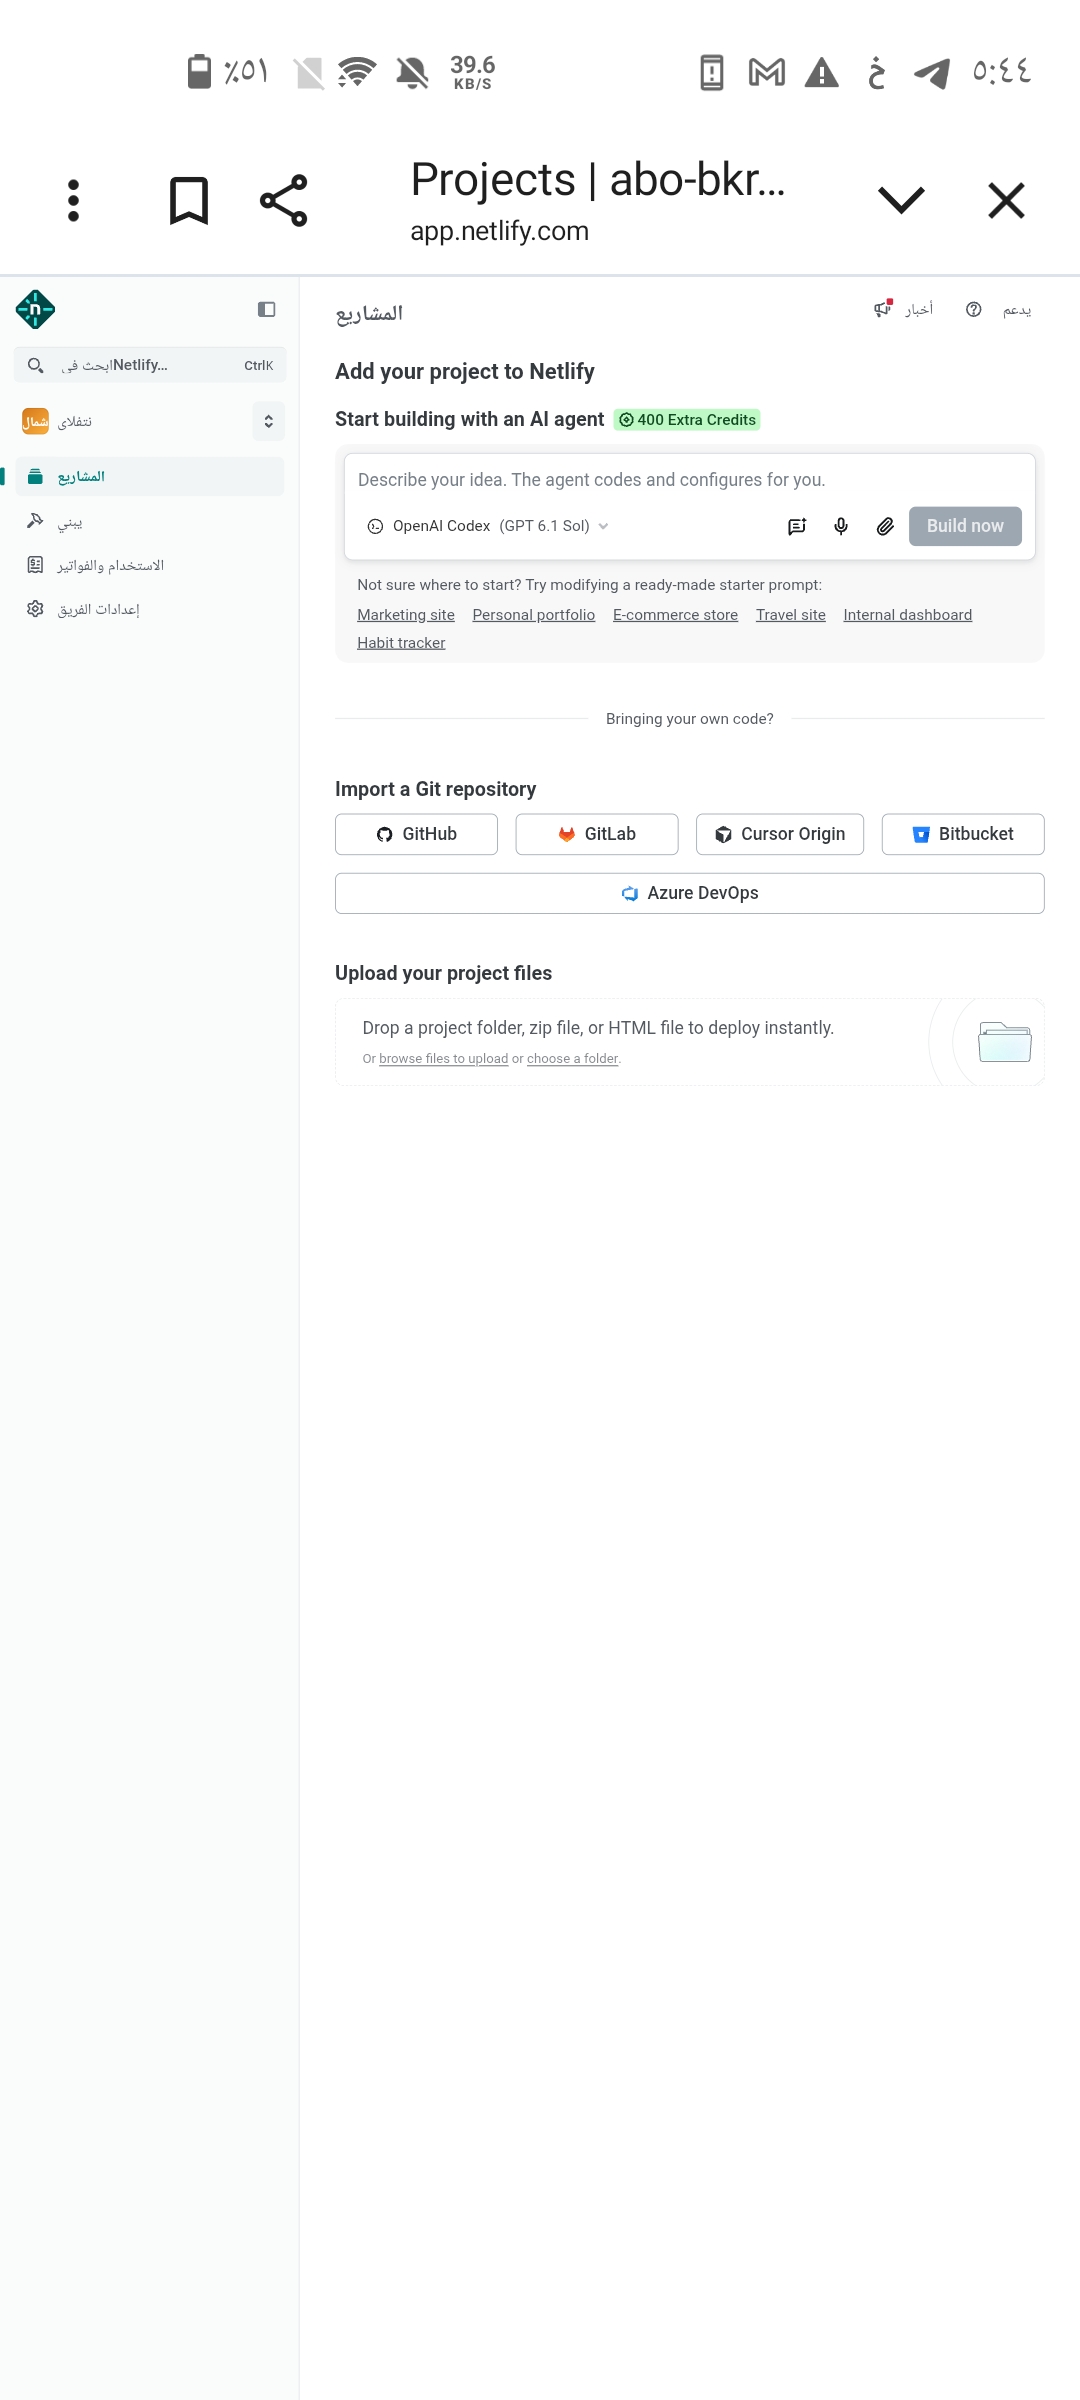 ٥:٤٤
خ
39.6
KB/S
٪٥١
Projects | abo-bkr...
app.netlify.com
n
ابحث في Netlify...
CtrlK
شمال
نتفلاي
المشاريع
يبني
الاستخدام والفواتير
إعدادات الفريق
المشاريع
أخبار
يدعم
Add your project to Netlify
Start building with an AI agent
400 Extra Credits
Describe your idea. The agent codes and configures for you.
OpenAI Codex (GPT 6.1 Sol)
Build now
Not sure where to start? Try modifying a ready-made starter prompt:
Marketing site Personal portfolio E-commerce store Travel site Internal dashboard
Habit tracker
Bringing your own code?
Import a Git repository
GitHub GitLab Cursor Origin Bitbucket
Azure DevOps
Upload your project files
Drop a project folder, zip file, or HTML file to deploy instantly.
Or browse files to upload or choose a folder.